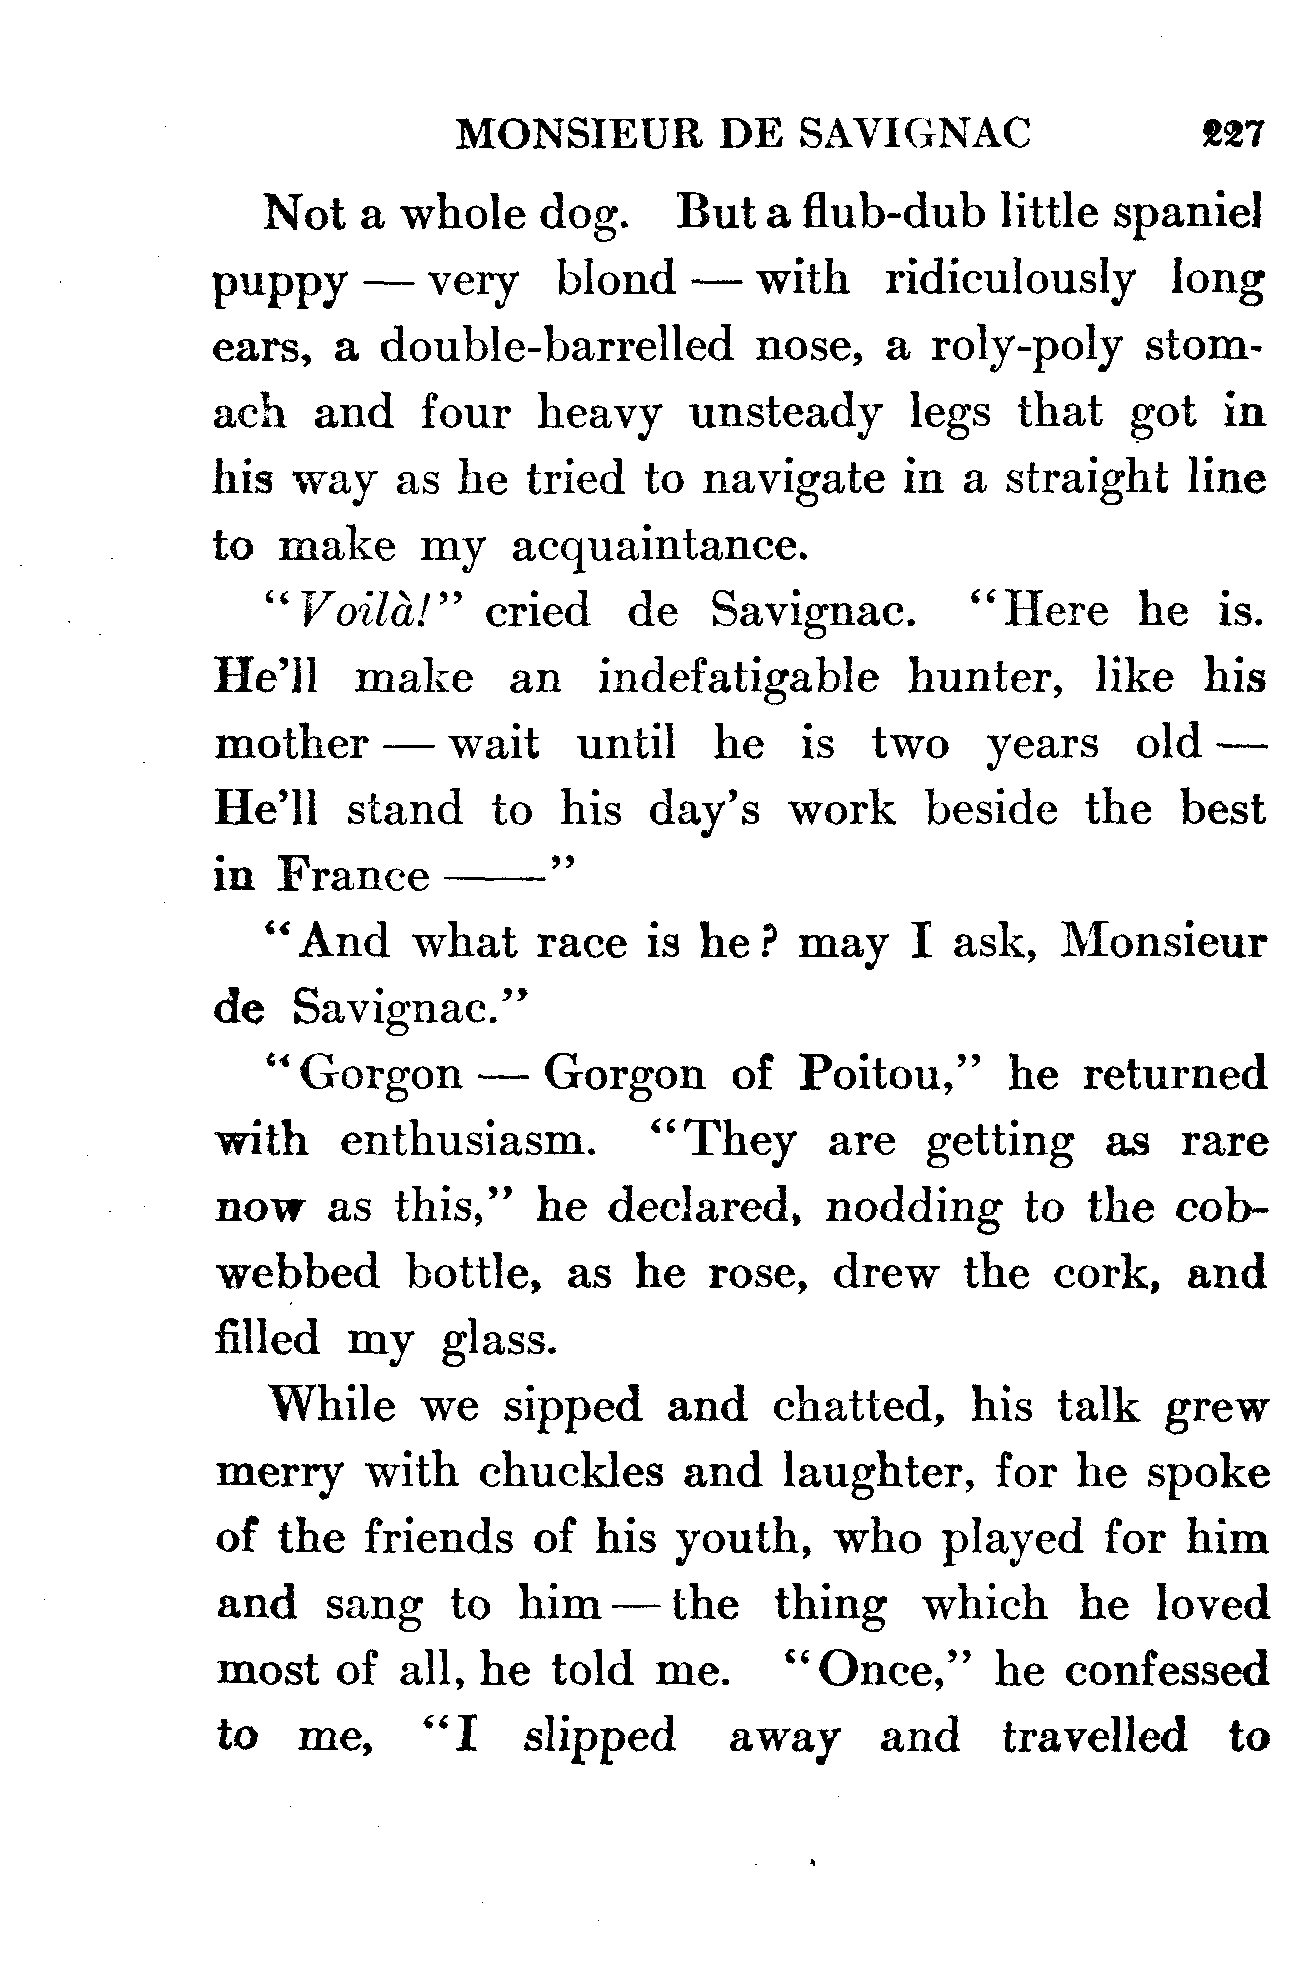 MONSIEUR DE SAVIGNAC 227
Not a whole dog. But a flub-dub little spaniel
puppy — very blond — with ridiculously long
ears, a double-barrelled nose, a roly-poly stom-
ach and four heavy unsteady legs that got in
his way as he tried to navigate in a straight line
to make my acquaintance.
“Voilà!” cried de Savignac. “Here he is.
He’ll make an indefatigable hunter, like his
mother — wait until he is two years old —
He’ll stand to his day’s work beside the best
in France ——”
“And what race is he? may I ask, Monsieur
de Savignac.”
“Gorgon — Gorgon of Poitou,” he returned
with enthusiasm. “They are getting as rare
now as this,” he declared, nodding to the cob-
webbed bottle, as he rose, drew the cork, and
filled my glass.
While we sipped and chatted, his talk grew
merry with chuckles and laughter, for he spoke
of the friends of his youth, who played for him
and sang to him — the thing which he loved
most of all, he told me. “Once,” he confessed
to me, “I slipped away and travelled to